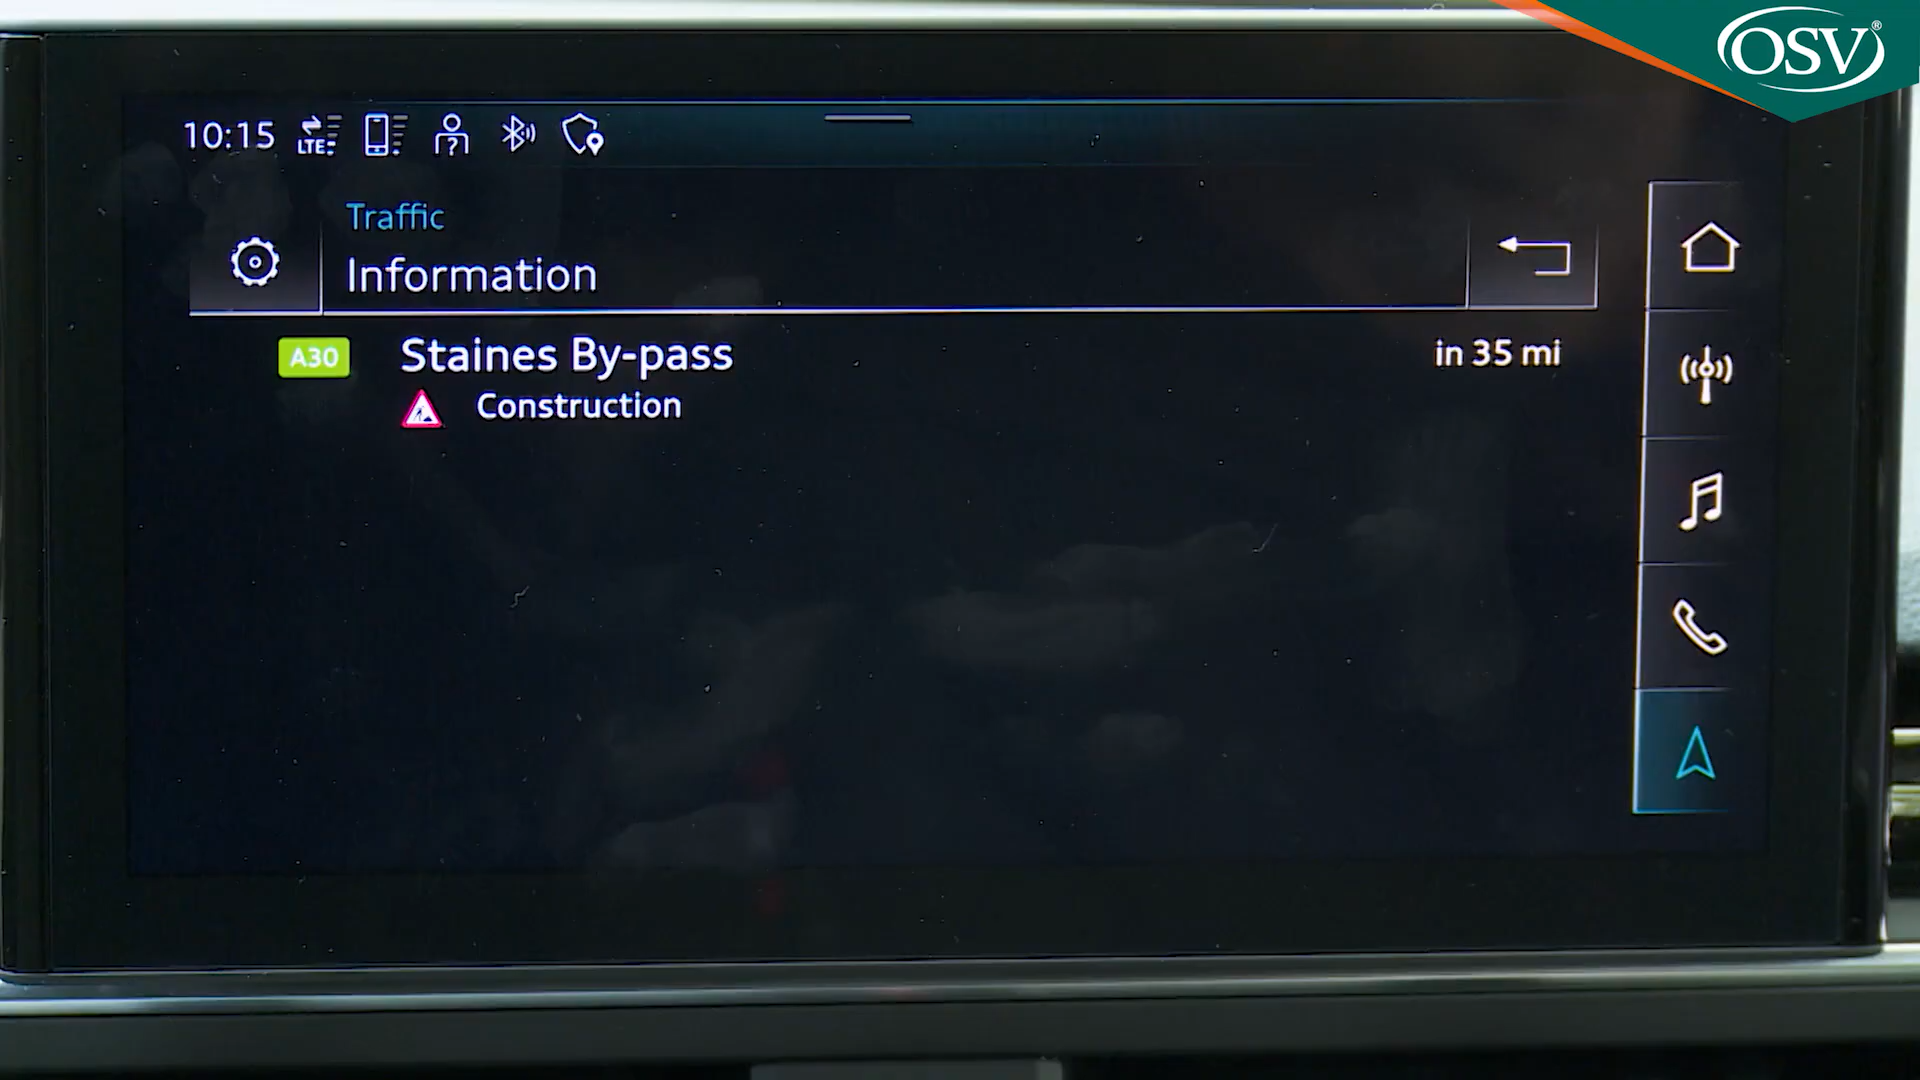 OSV®
10:15 LTE
Traffic
Information
A30 Staines By-pass in 35 mi
Construction